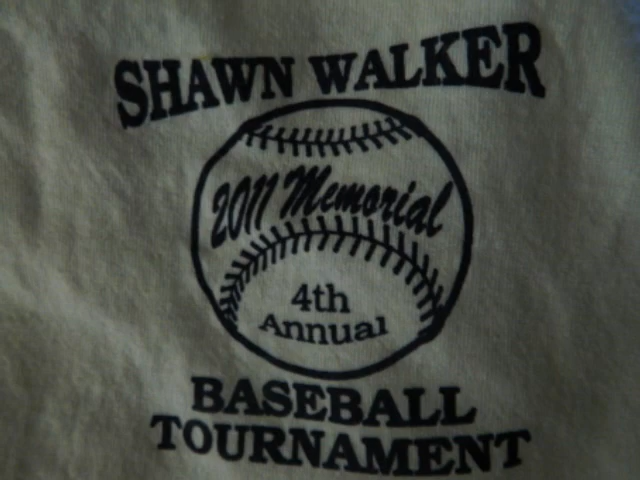 SHAWN WALKER
2011 Memorial
4th
Annual
BASEBALL
TOURNAMENT